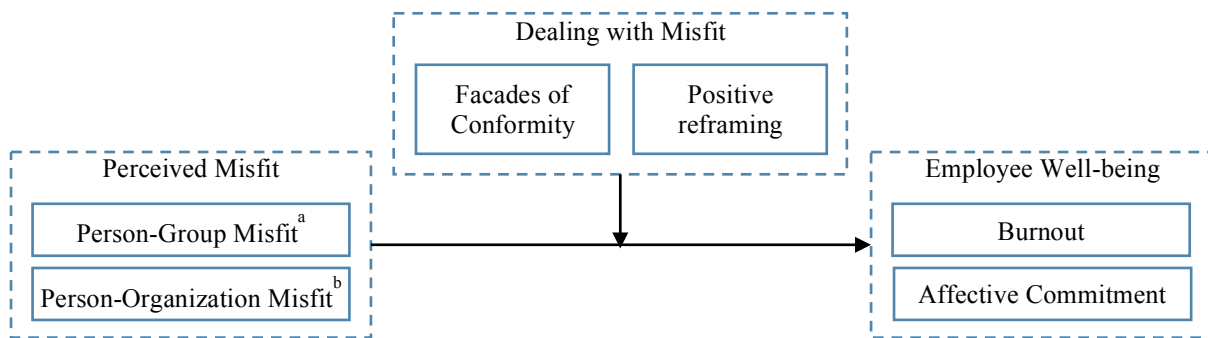 Dealing with Misfit
Facades of
Conformity
Positive
reframing
Perceived Misfit
Person-Group Misfit^a
Person-Organization Misfit^b
Employee Well-being
Burnout
Affective Commitment